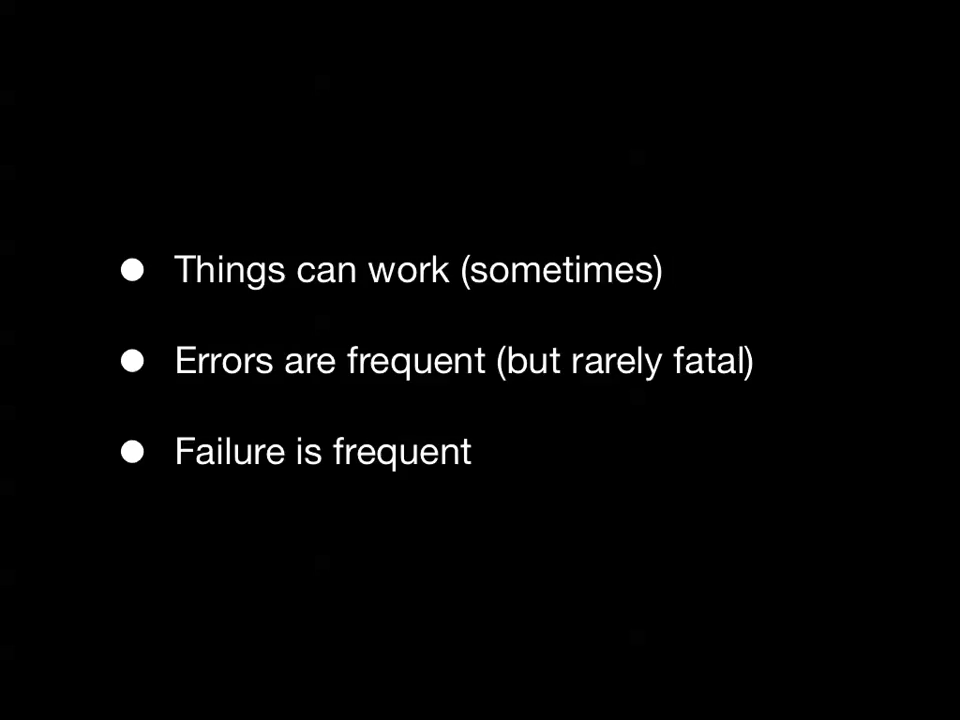 ● Things can work (sometimes)
● Errors are frequent (but rarely fatal)
● Failure is frequent